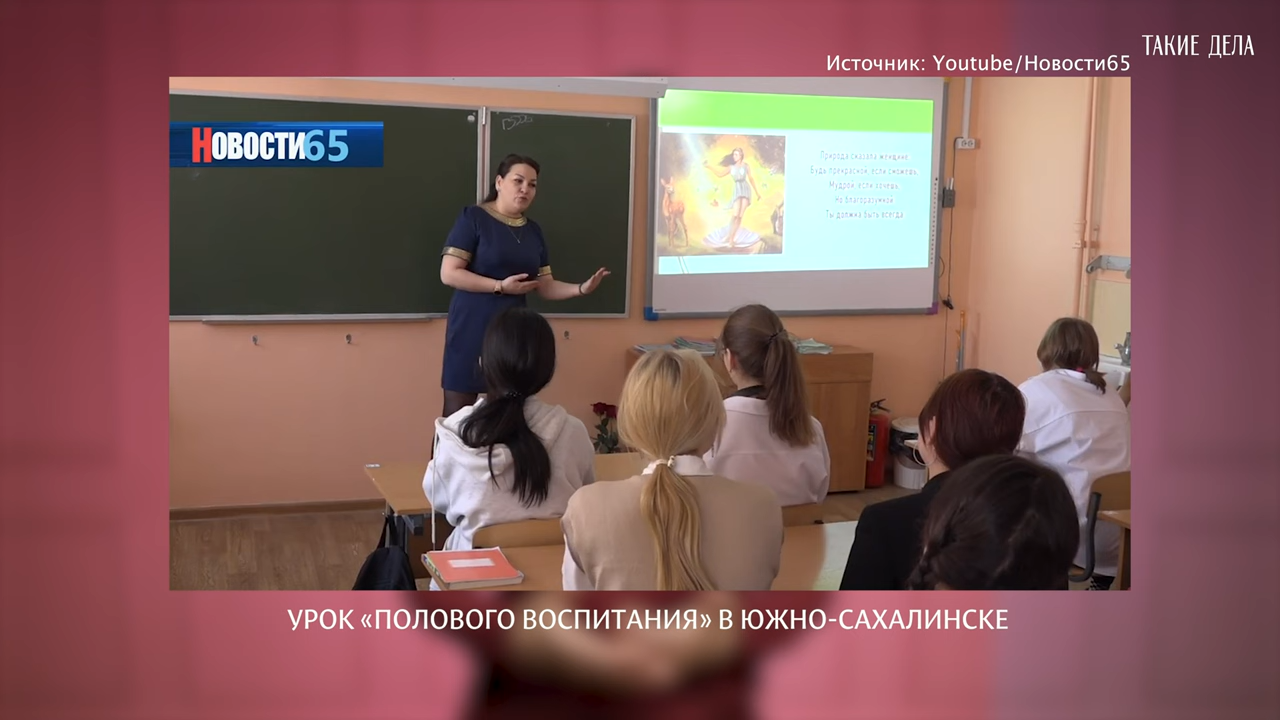 ТАКИЕ ДЕЛА
Источник: Youtube/Новости65
НОВОСТИ65
Природа сказала женщине:
Будь прекрасной, если сможешь,
Мудрой, если хочешь,
Но благоразумной
Ты должна быть всегда.
УРОК «ПОЛОВОГО ВОСПИТАНИЯ» В ЮЖНО-САХАЛИНСКЕ